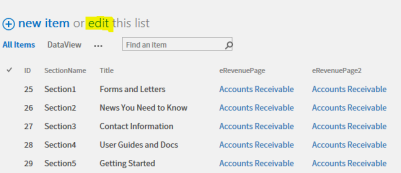 new item or edit this list
All Items DataView ... Find an item
ID SectionName Title eRevenuePage eRevenuePage2
25 Section1 Forms and Letters Accounts Receivable Accounts Receivable
26 Section2 News You Need to Know Accounts Receivable Accounts Receivable
27 Section3 Contact Information Accounts Receivable Accounts Receivable
28 Section4 User Guides and Docs Accounts Receivable Accounts Receivable
29 Section5 Getting Started Accounts Receivable Accounts Receivable